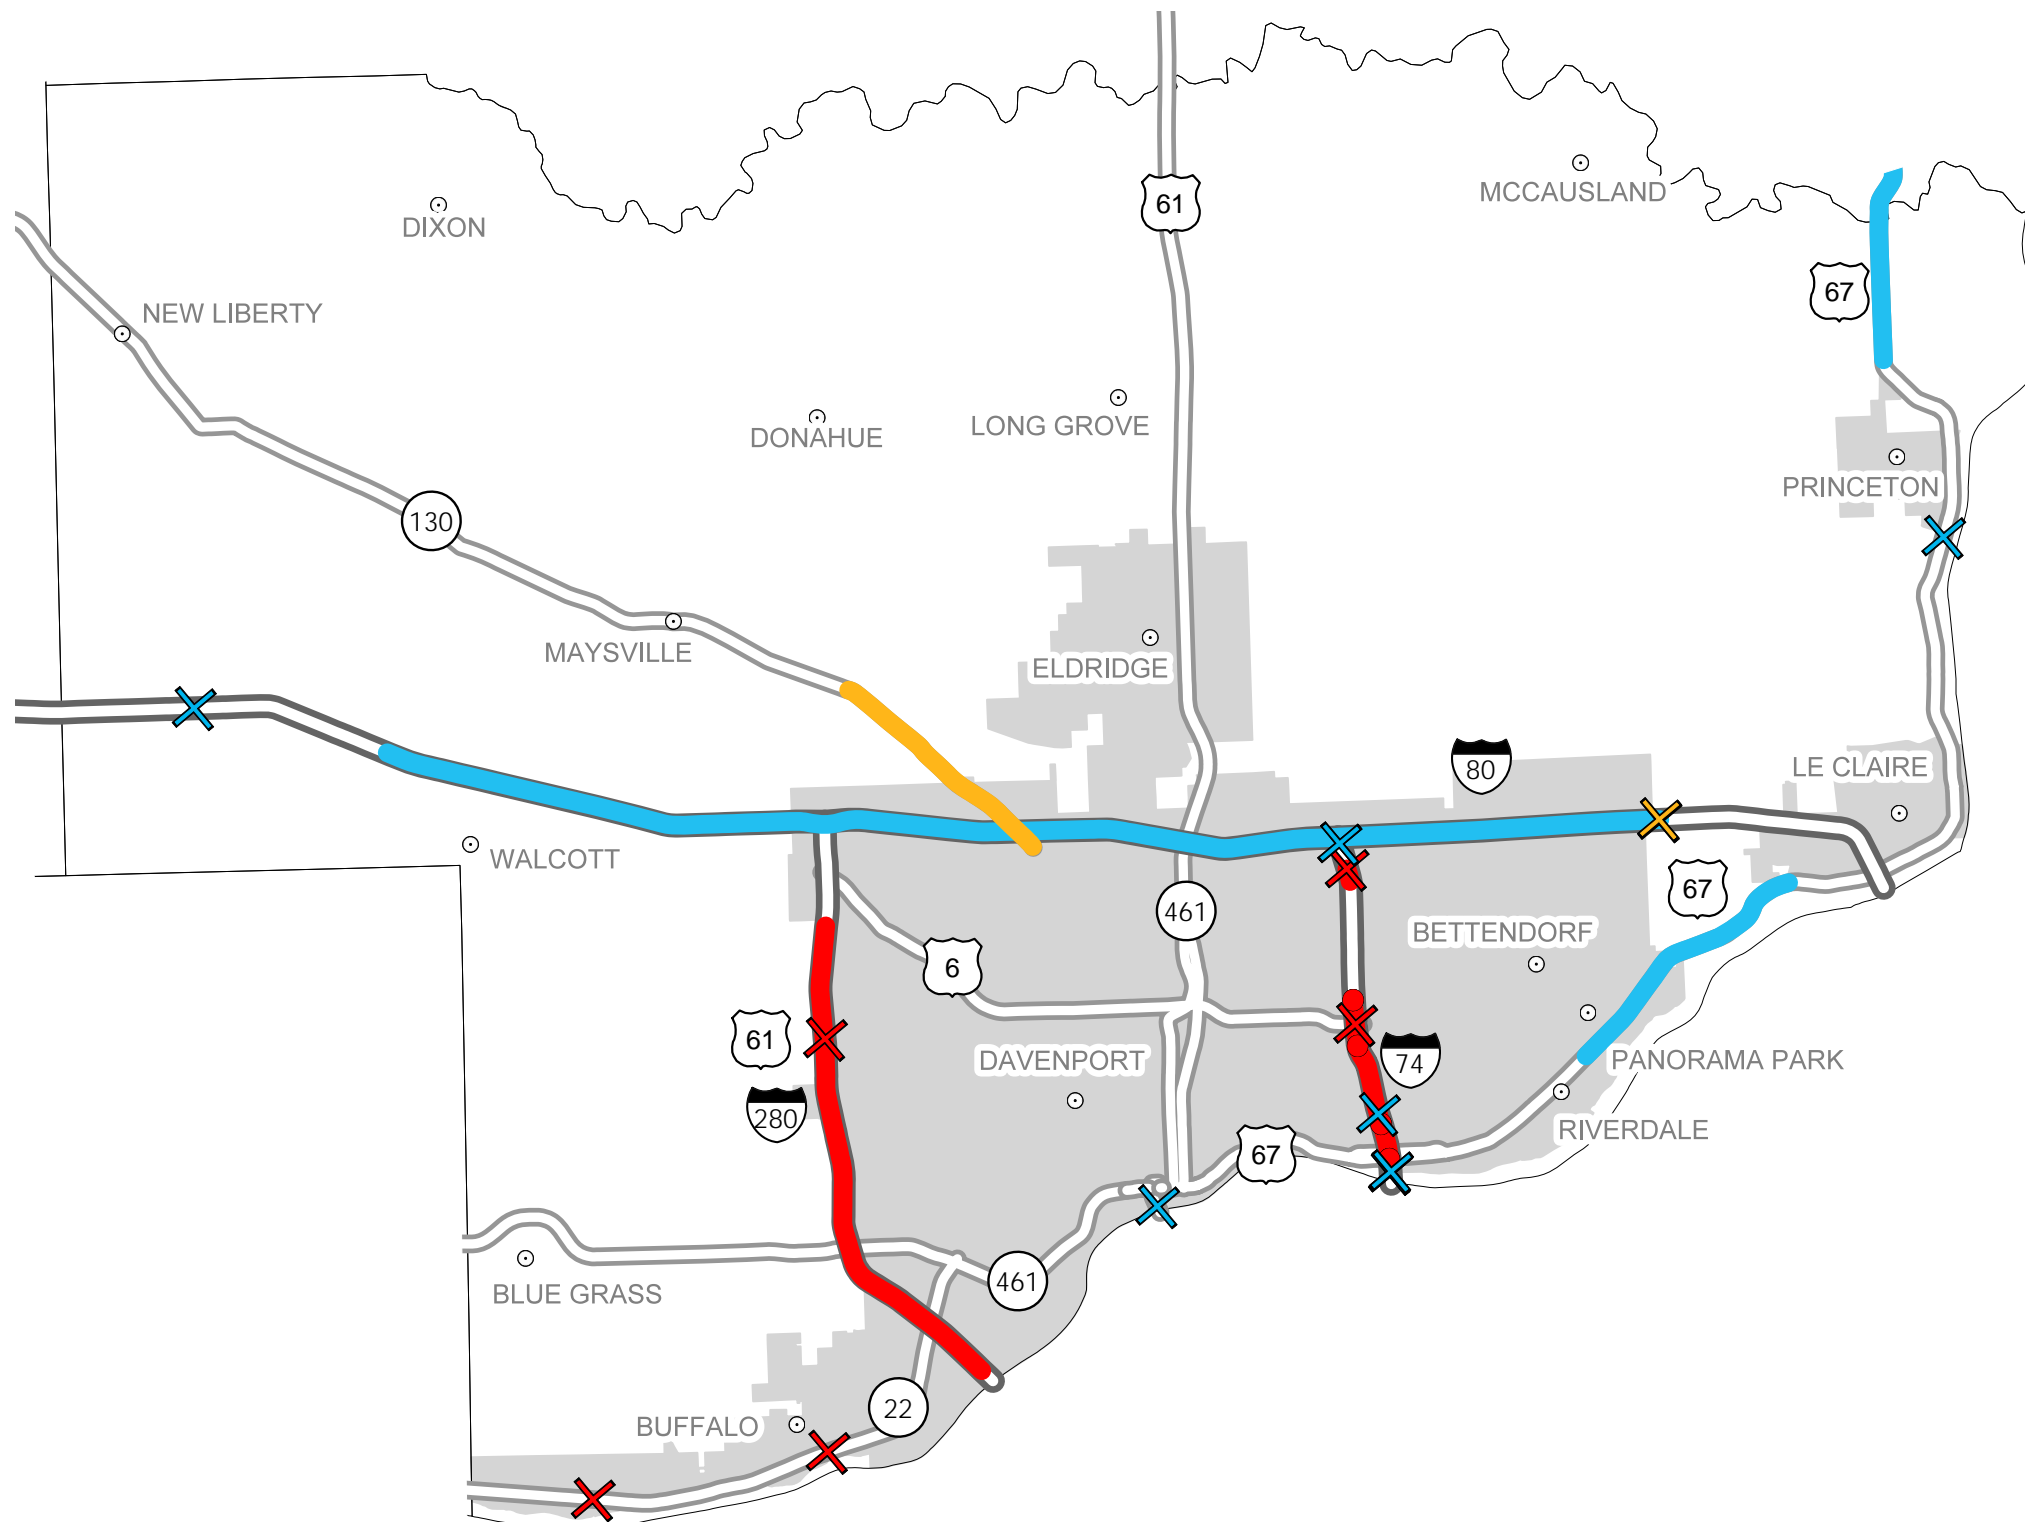 61
MCCAUSLAND
DIXON
67
NEW LIBERTY
LONG GROVE
DONAHUE
PRINCETON
130
MAYSVILLE
ELDRIDGE
80
LE CLAIRE
WALCOTT
67
461
BETTENDORF
6
61
DAVENPORT
74
PANORAMA PARK
280
RIVERDALE
67
461
BLUE GRASS
22
BUFFALO